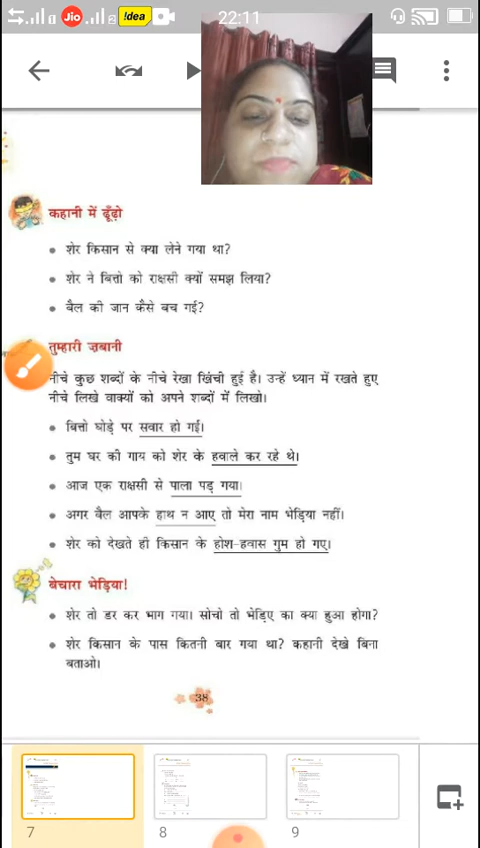 Jio
2
!dea
22:11
कहानी में ढूँढ़ो
शेर किसान से क्या लेने गया था?
शेर ने बित्तो को राक्षसी क्यों समझ लिया?
बैल की जान कैसे बच गई?
तुम्हारी ज़बानी
नीचे कुछ शब्दों के नीचे रेखा खिंची हुई है। उन्हें ध्यान में रखते हुए
नीचे लिखे वाक्यों को अपने शब्दों में लिखो।
बित्तो घोड़े पर सवार हो गई।
तुम घर की गाय को शेर के हवाले कर रहे थे।
आज एक राक्षसी से पाला पड़ गया।
अगर बैल आपके हाथ न आए तो मेरा नाम भेड़िया नहीं।
शेर को देखते ही किसान के होश-हवास गुम हो गए।
बेचारा भेड़िया!
शेर तो डर कर भाग गया। सोचो तो भेड़िए का क्या हुआ होगा?
शेर किसान के पास कितनी बार गया था? कहानी देखे बिना
बताओ।
38
7
8
9